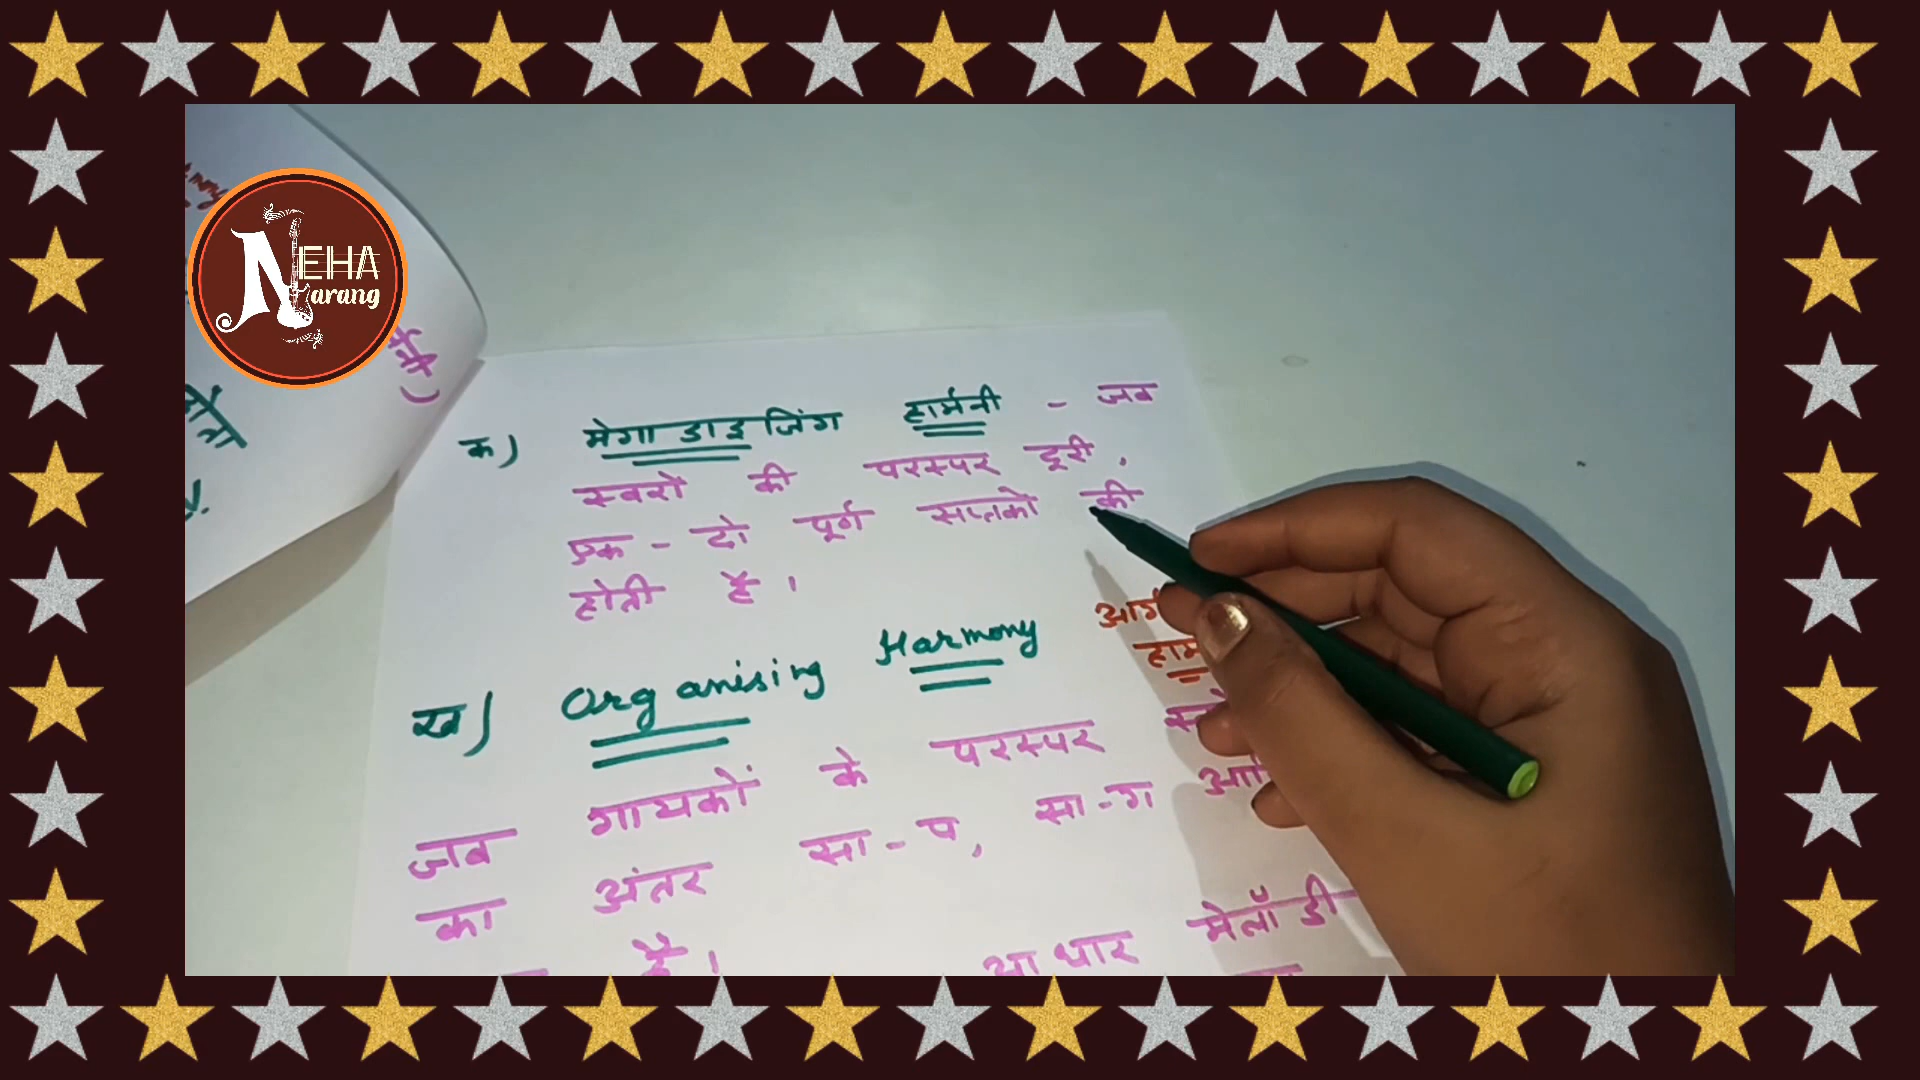 NEHA
Narang
क) मेगाडाइजिंग हार्मनी - जब
स्वरो की परस्पर दूरी,
एक - दो पूर्ण सप्तको की
होती है।
ख) Organising Harmony
जब गायकों के परस्पर
का अंतर सा-प, सा-ग
है। आधार मेलॉडी